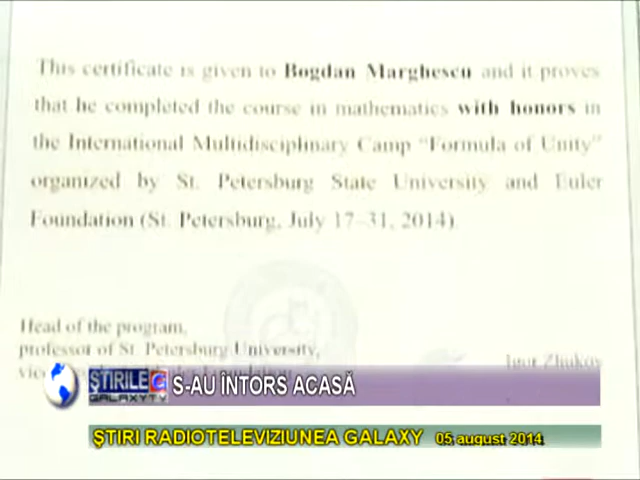 This certificate is given to Bogdan Marghescu and it proves
that he completed the course in mathematics with honors in
the International Multidisciplinary Camp "Formula of Unity"
organized by St. Petersburg State University and Euler
Foundation (St. Petersburg, July 17–31, 2014).
Head of the program,
professor of St. Petersburg University,
Igor Zhukov
ŞTIRILE G
GALAXYTV
S-AU ÎNTORS ACASĂ
ŞTIRI RADIOTELEVIZIUNEA GALAXY 05 august 2014